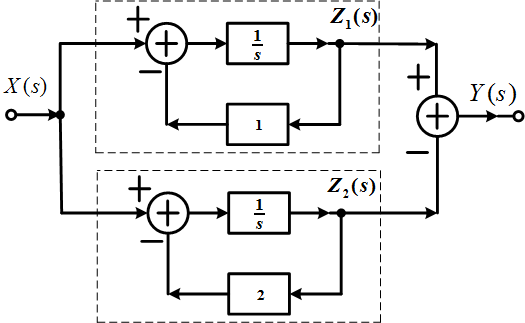 + Z₁(s)
+ 1/s
−
X(s) 1 + Y(s)
+
−
+ Z₂(s)
+ 1/s
−
2